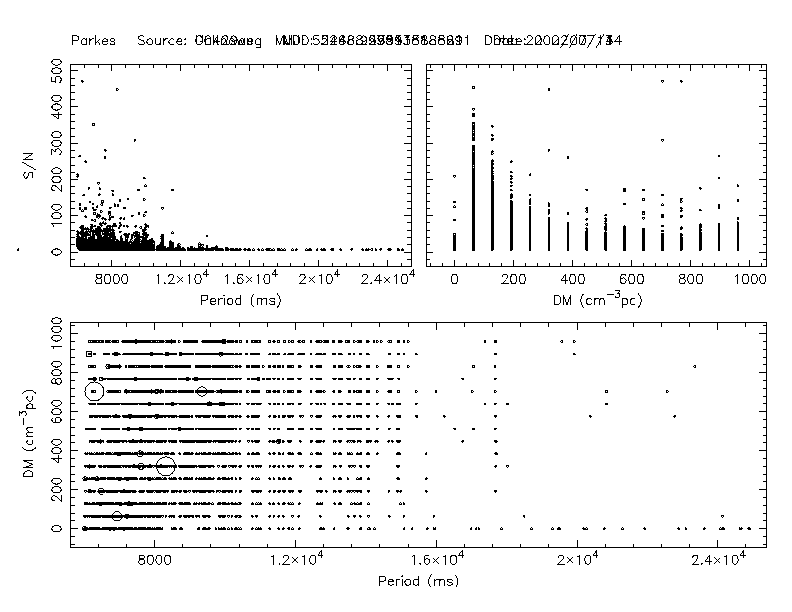 Parkes Source:
500
400
300
200
100
0
S/N
8000 1.2×10⁴ 1.6×10⁴ 2×10⁴ 2.4×10⁴
Period (ms)
0 200 400 600 800 1000
DM (cm⁻³pc)
1000
800
600
400
200
0
DM (cm⁻³pc)
8000 1.2×10⁴ 1.6×10⁴ 2×10⁴ 2.4×10⁴
Period (ms)